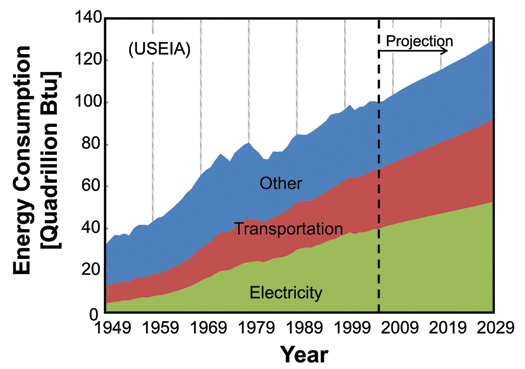 140
120
100
80
60
40
20
0
Energy Consumption
[Quadrillion Btu]
(USEIA)
Projection
Other
Transportation
Electricity
1949 1959 1969 1979 1989 1999 2009 2019 2029
Year